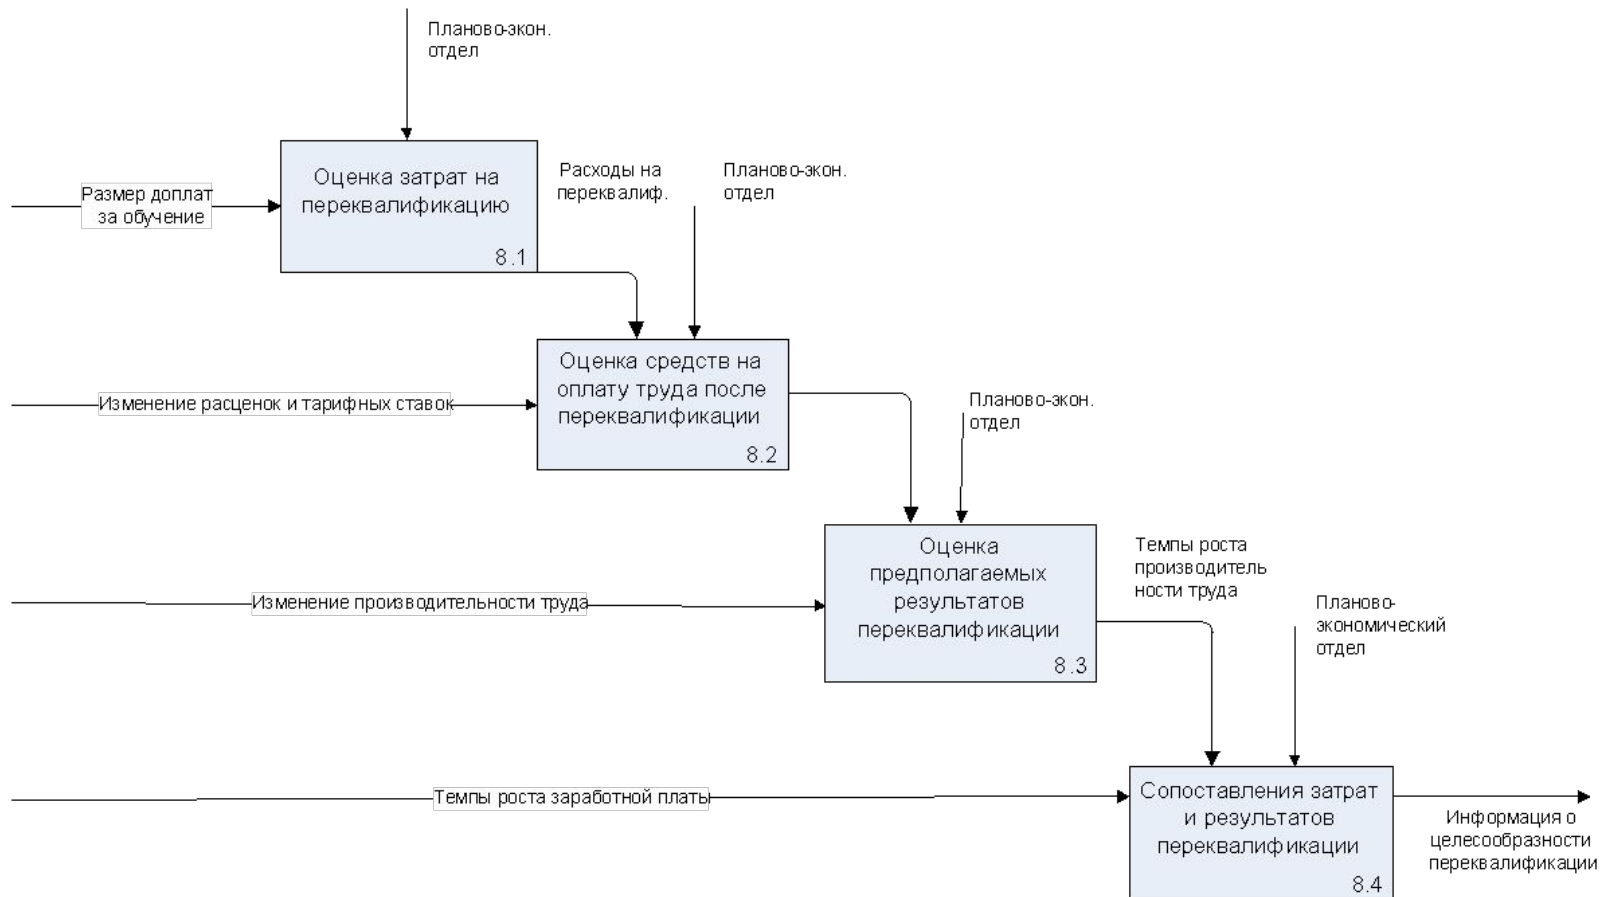 Планово-экон.
отдел
Оценка затрат на
переквалификацию
8.1
Размер доплат
за обучение
Расходы на
переквалиф.
Планово-экон.
отдел
Оценка средств на
оплату труда после
переквалификации
8.2
Изменение расценок и тарифных ставок
Планово-экон.
отдел
Оценка
предполагаемых
результатов
переквалификации
8.3
Изменение производительности труда
Темпы роста
производитель
ности труда
Планово-
экономический
отдел
Темпы роста заработной платы
Сопоставления затрат
и результатов
переквалификации
8.4
Информация о
целесообразности
переквалификации